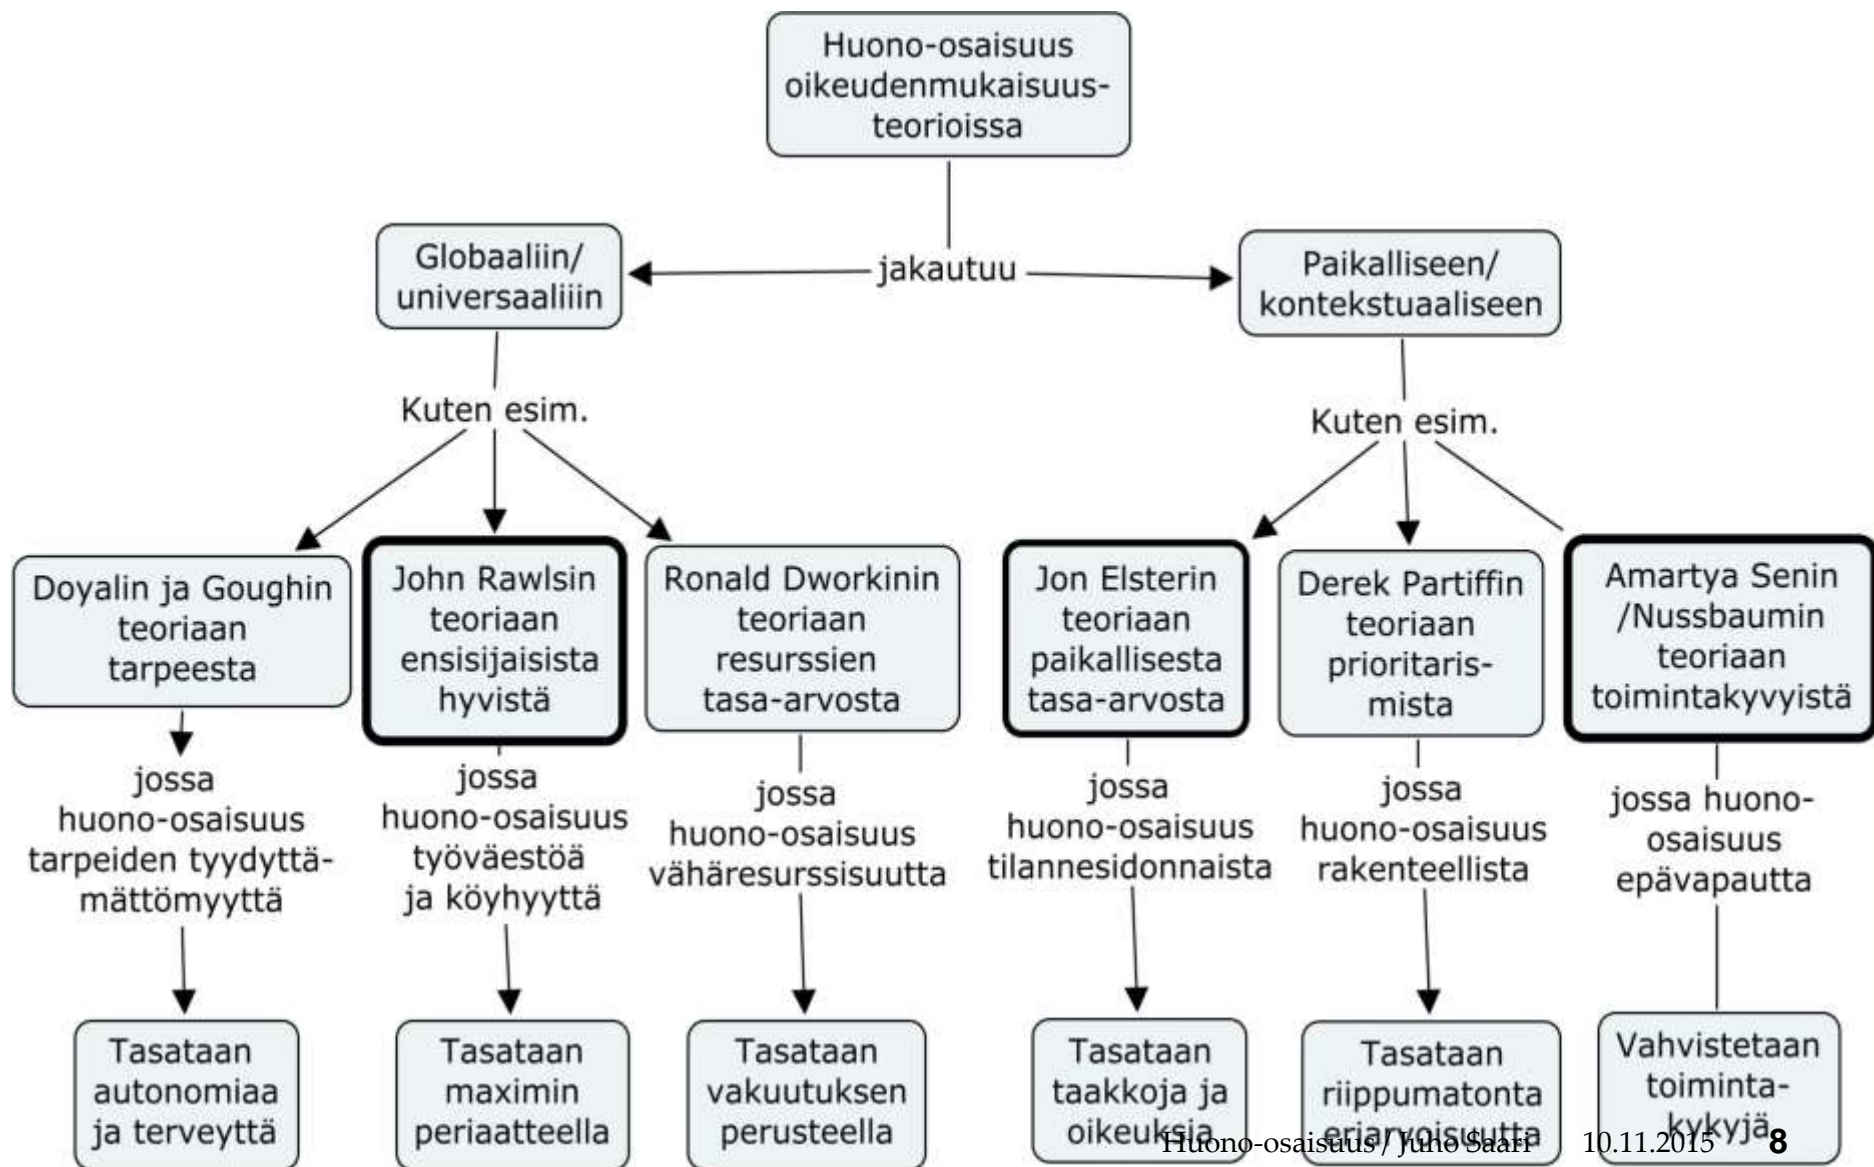 Huono-osaisuus
oikeudenmukaisuus-
teorioissa
jakautuu
Globaaliin/
universaaliiin
Paikalliseen/
kontekstuaaliseen
Kuten esim.
Kuten esim.
Doyalin ja Goughin
teoriaan
tarpeesta
John Rawlsin
teoriaan
ensisijaisista
hyvistä
Ronald Dworkinin
teoriaan
resurssien
tasa-arvosta
Jon Elsterin
teoriaan
paikallisesta
tasa-arvosta
Derek Partiffin
teoriaan
prioritaris-
mista
Amartya Senin
/Nussbaumin
teoriaan
toimintakyvyistä
jossa
huono-osaisuus
tarpeiden tyydyttä-
mättömyyttä
jossa
huono-osaisuus
työväestöä
ja köyhyyttä
jossa
huono-osaisuus
vähäresurssisuutta
jossa
huono-osaisuus
tilannesidonnaista
jossa
huono-osaisuus
rakenteellista
jossa huono-
osaisuus
epävapautta
Tasataan
autonomiaa
ja terveyttä
Tasataan
maximin
periaatteella
Tasataan
vakuutuksen
perusteella
Tasataan
taakkoja ja
oikeuksia
Tasataan
riippumatonta
eriarvoisuutta
Vahvistetaan
toiminta-
kykyjä
Huono-osaisuus / Juho Saari 10.11.2015 8